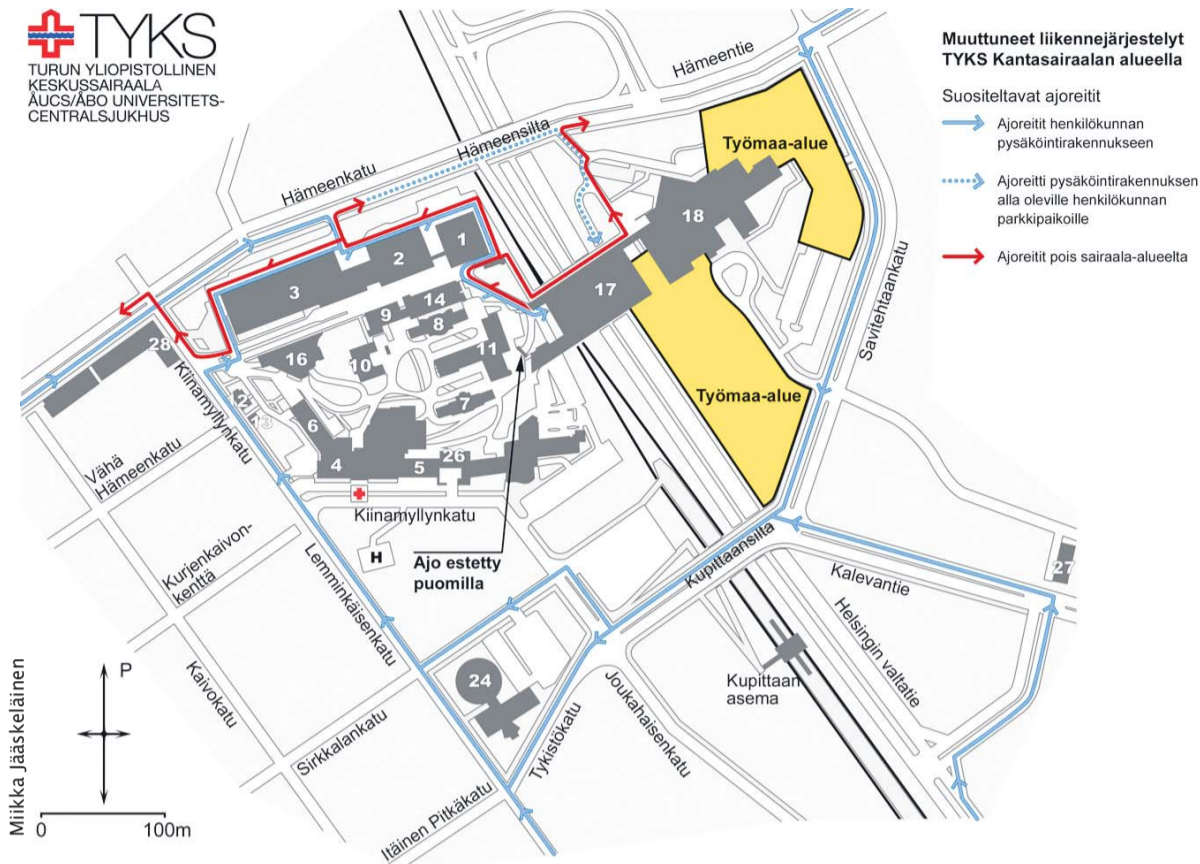 TYKS
TURUN YLIOPISTOLLINEN
KESKUSSAIRAALA
ÅUCS/ÅBO UNIVERSITETS-
CENTRALSJUKHUS
Muuttuneet liikennejärjestelyt
TYKS Kantasairaalan alueella
Suositeltavat ajoreitit
Ajoreitit henkilökunnan
pysäköintirakennukseen
Ajoreitti pysäköintirakennuksen
alla oleville henkilökunnan
parkkipaikoille
Ajoreitit pois sairaala-alueelta
Hämeentie
Hämeensilta
Hämeenkatu
Työmaa-alue
18
1
2
3
17
14
9
8
11
16
10
28
7
6
4
5
26
13
Savitehtaankatu
Työmaa-alue
Kiinamyllynkatu
Vähä
Hämeenkatu
Kiinamyllynkatu
H
Ajo estetty
puomilla
Kurjenkaivon-
kenttä
Lemminkäisenkatu
Kupittaansilta
Kalevantie
27
Helsingin valtatie
Kaivokatu
24
Kupittaan
asema
Joukahaisenkatu
Tykistökatu
Sirkkalankatu
Itäinen Pitkäkatu
P
0 100m
Miikka Jääskeläinen